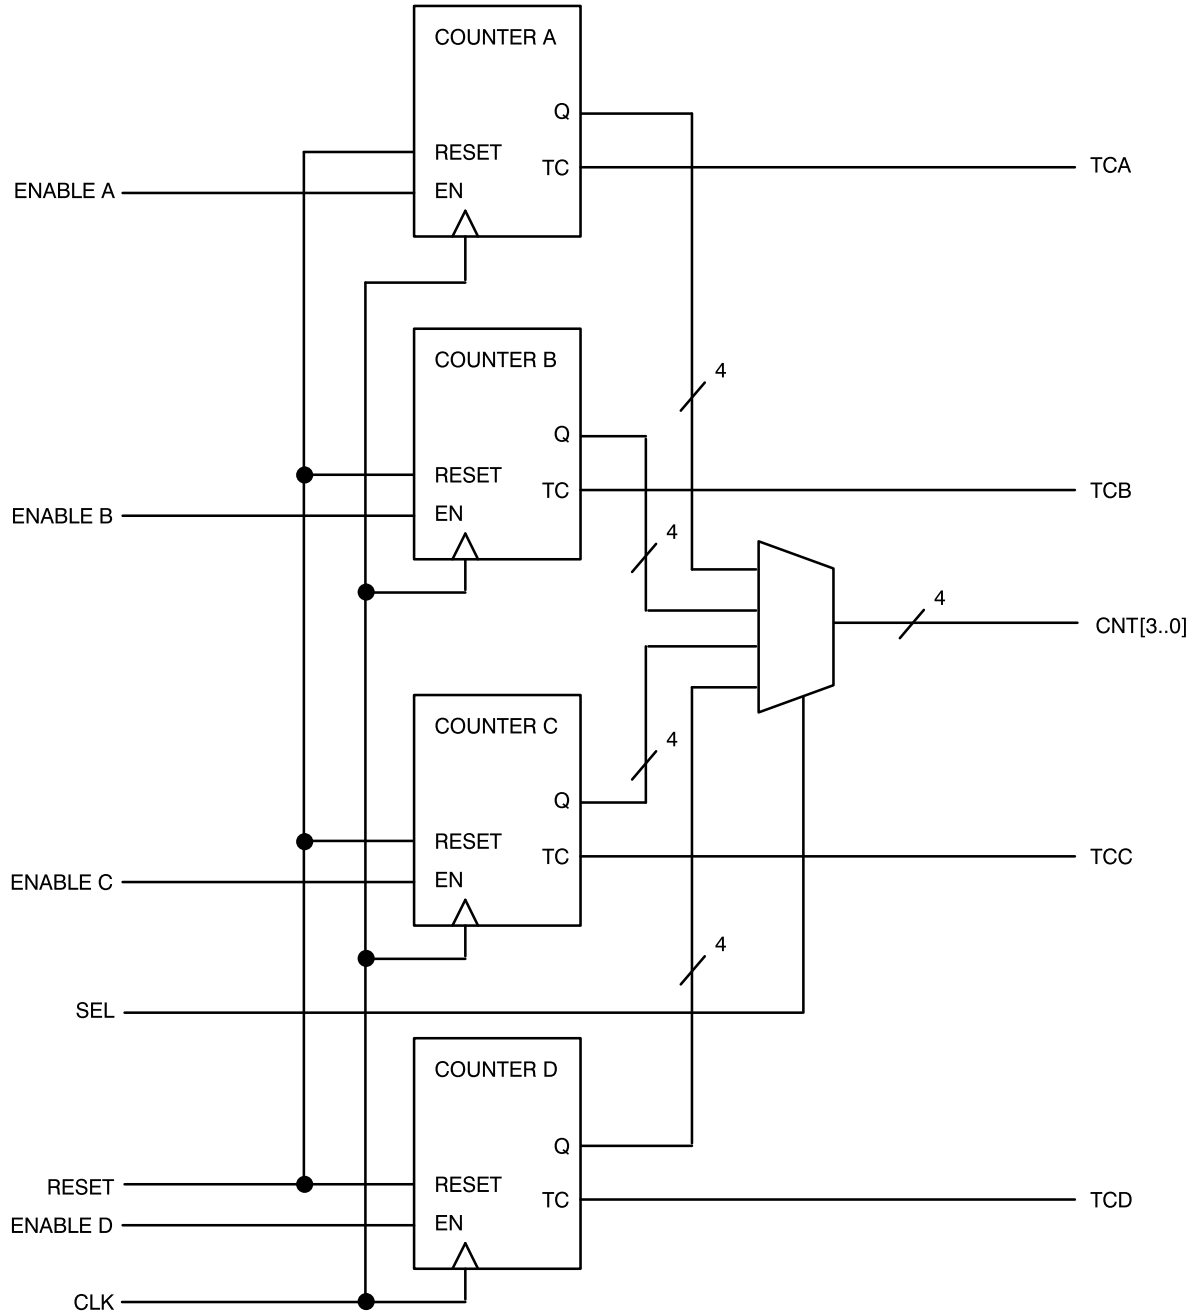 COUNTER A
Q
RESET
TC
TCA
ENABLE A
EN
COUNTER B
4
Q
RESET
TC
TCB
ENABLE B
EN
4
4
CNT[3..0]
COUNTER C
4
Q
RESET
TC
TCC
ENABLE C
EN
4
SEL
COUNTER D
Q
RESET
RESET
TC
TCD
ENABLE D
EN
CLK